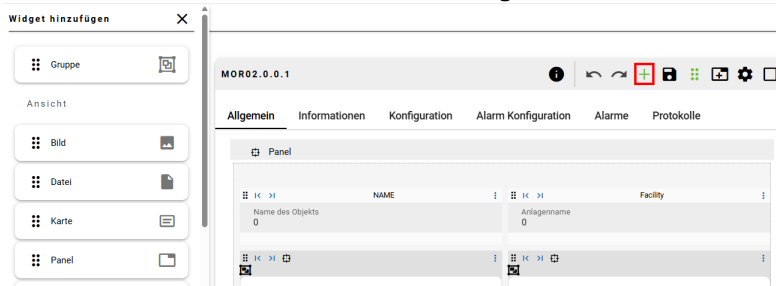 Widget hinzufügen
Gruppe
Ansicht
Bild
Datei
Karte
Panel
MOR02.0.0.1
Allgemein Informationen Konfiguration Alarm Konfiguration Alarme Protokolle
Panel
NAME Facility
Name des Objekts Anlagenname
0 0